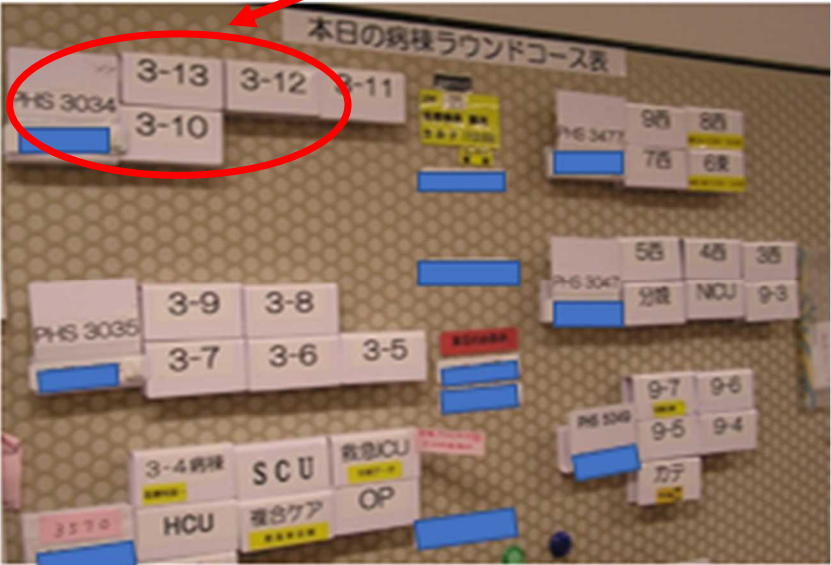 本日の病棟ラウンドコース表
PHS 3034
3-13 3-12 3-11
3-10
PHS 3477
9西 8西
7西 6東
PHS 3047
5西 4西 3西
分娩 NICU 9-3
PHS 3035
3-9 3-8
3-7 3-6 3-5
9-7 9-6
9-5 9-4
カテ
3-4病棟 SCU 救急ICU
3570
HCU 複合ケア OP